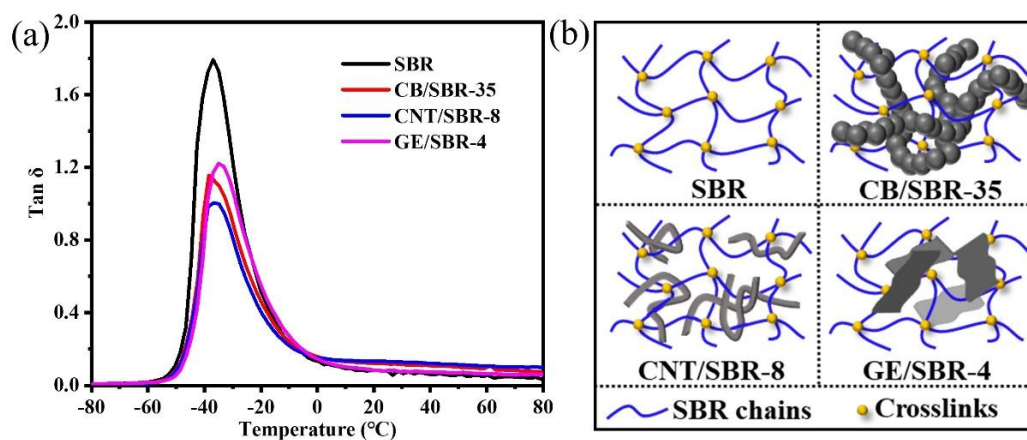 (a)
2.0
1.6
1.2
0.8
0.4
0.0
Tan δ
-80 -60 -40 -20 0 20 40 60 80
Temperature (°C)
SBR
CB/SBR-35
CNT/SBR-8
GE/SBR-4
(b)
SBR
CB/SBR-35
CNT/SBR-8
GE/SBR-4
SBR chains
Crosslinks